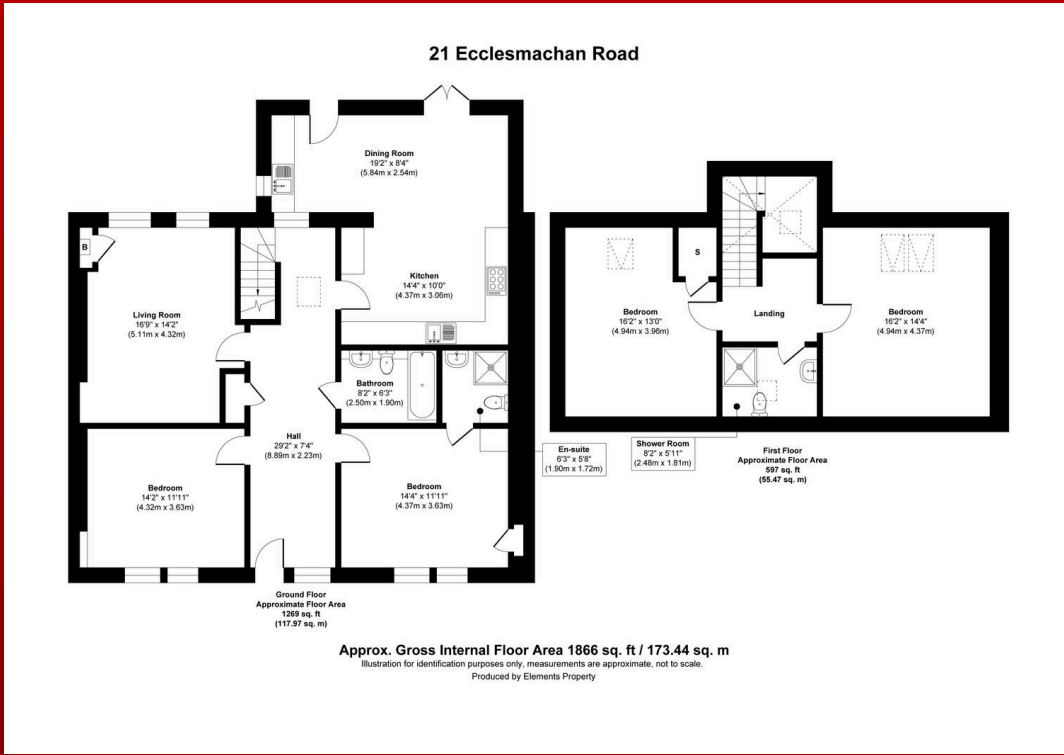 21 Ecclesmachan Road
Dining Room
19'2" x 8'4"
(5.84m x 2.54m)
B
Kitchen
14'4" x 10'0"
(4.37m x 3.06m)
Living Room
16'9" x 14'2"
(5.11m x 4.32m)
Bathroom
8'2" x 6'3"
(2.50m x 1.90m)
Hall
29'2" x 7'4"
(8.89m x 2.23m)
Bedroom
14'2" x 11'11"
(4.32m x 3.63m)
Bedroom
14'4" x 11'11"
(4.37m x 3.63m)
En-suite
6'3" x 5'8"
(1.90m x 1.72m)
Ground Floor
Approximate Floor Area
1269 sq. ft
(117.97 sq. m)
S
Bedroom
16'2" x 13'0"
(4.94m x 3.96m)
Landing
Bedroom
16'2" x 14'4"
(4.94m x 4.37m)
Shower Room
8'2" x 5'11"
(2.48m x 1.81m)
First Floor
Approximate Floor Area
597 sq. ft
(55.47 sq. m)
Approx. Gross Internal Floor Area 1866 sq. ft / 173.44 sq. m
Illustration for identification purposes only, measurements are approximate, not to scale.
Produced by Elements Property